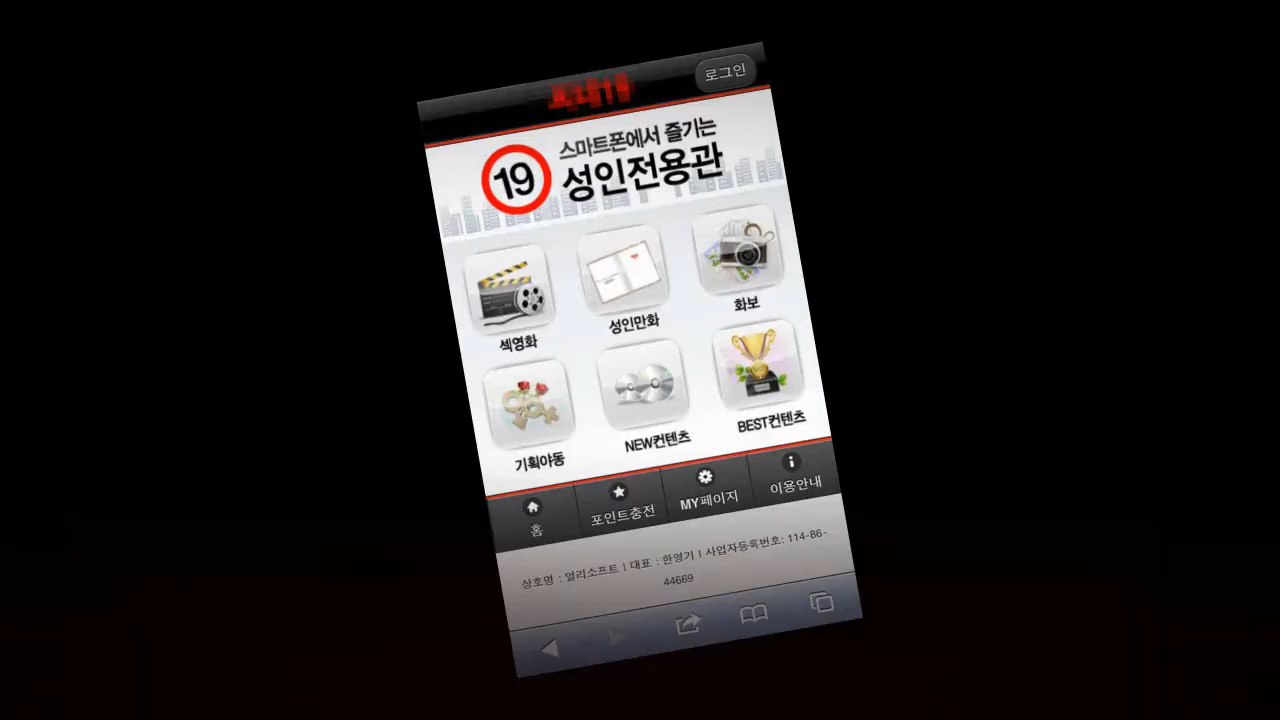 로그인
19
스마트폰에서 즐기는
성인전용관
섹영화
성인만화
화보
기획야동
NEW컨텐츠
BEST컨텐츠
홈
포인트충전
MY페이지
이용안내
상호명 : 얼리소프트 | 대표 : 한영기 | 사업자등록번호: 114-86-
44669